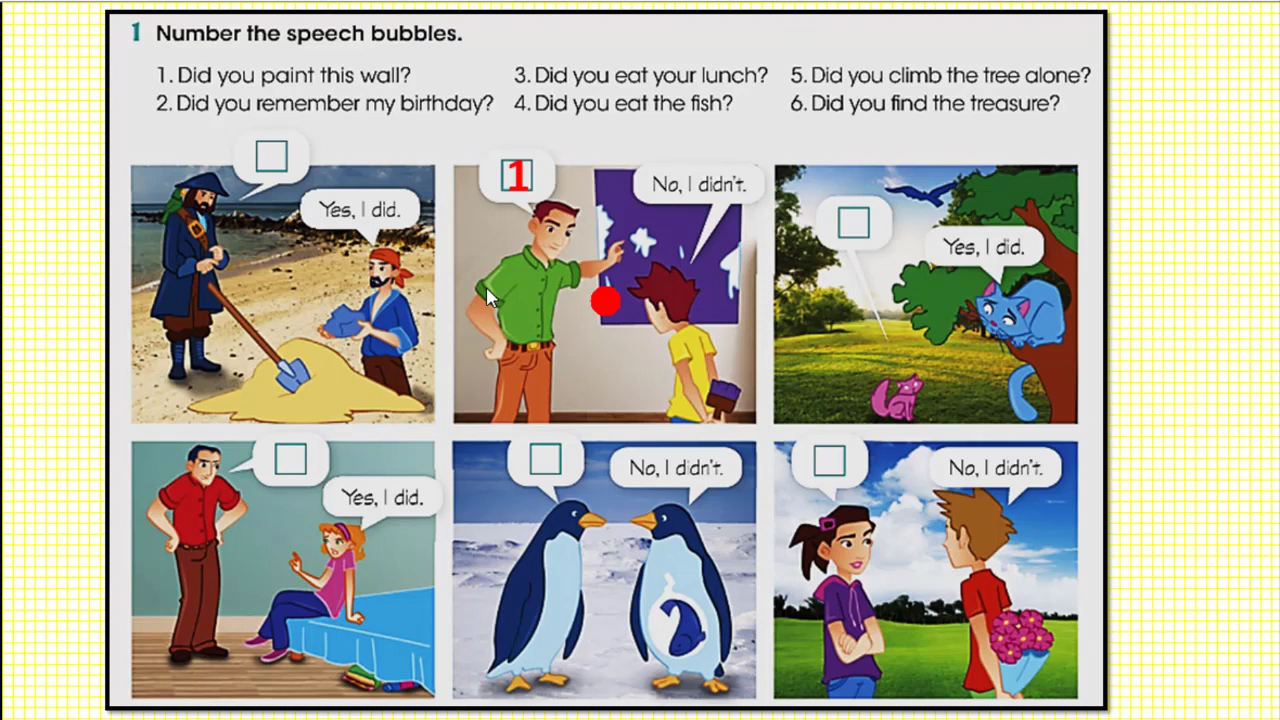 1 Number the speech bubbles.
1. Did you paint this wall? 3. Did you eat your lunch? 5. Did you climb the tree alone?
2. Did you remember my birthday? 4. Did you eat the fish? 6. Did you find the treasure?
Yes, I did.
1
No, I didn't.
Yes, I did.
Yes, I did.
No, I didn't.
No, I didn't.